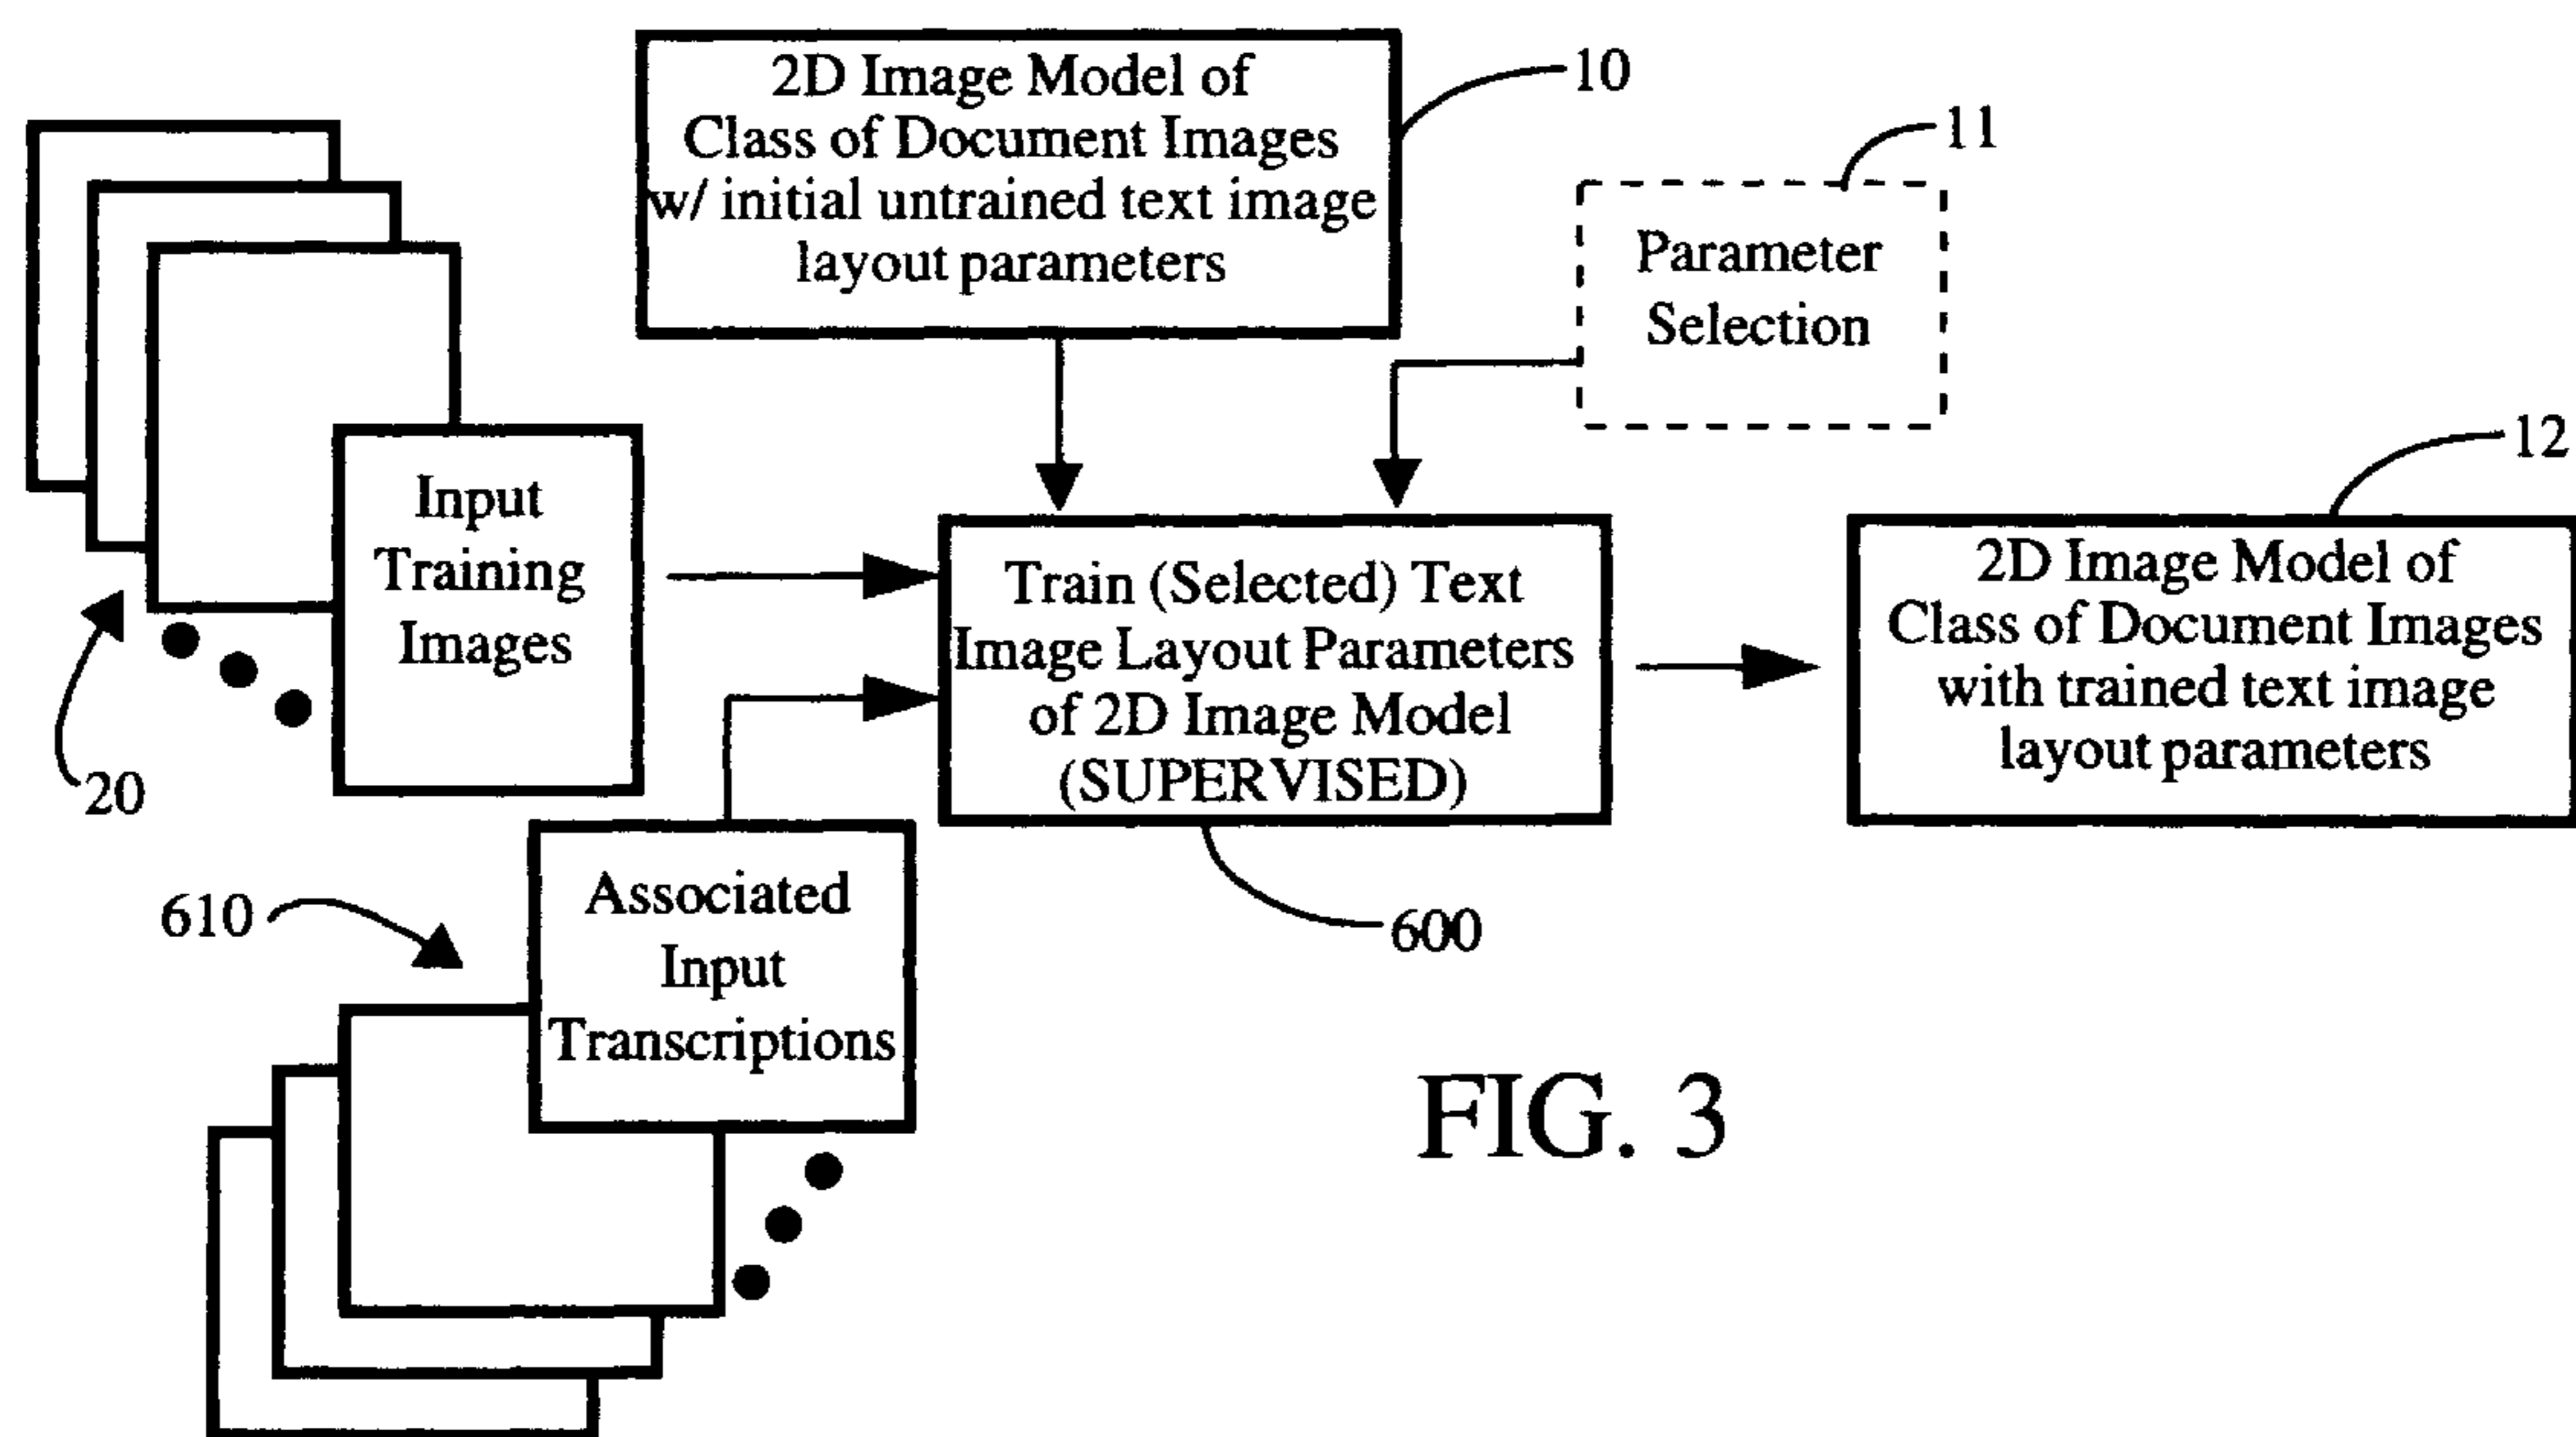 2D Image Model of
Class of Document Images
w/ initial untrained text image
layout parameters
10
11
Parameter
Selection
12
Input
Training
Images
20
Train (Selected) Text
Image Layout Parameters
of 2D Image Model
(SUPERVISED)
600
2D Image Model of
Class of Document Images
with trained text image
layout parameters
610
Associated
Input
Transcriptions
FIG. 3